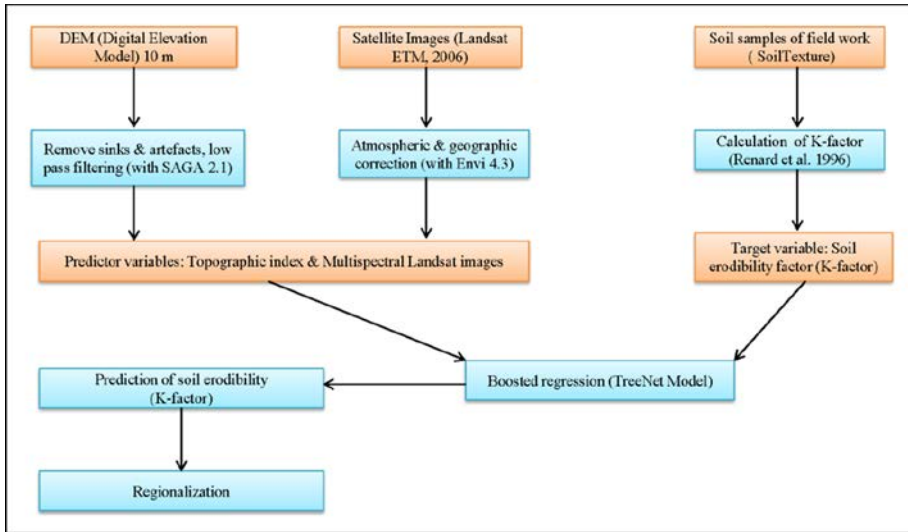 DEM (Digital Elevation
Model) 10 m
Satellite Images (Landsat
ETM, 2006)
Soil samples of field work
( SoilTexture)
Remove sinks & artefacts, low
pass filtering (with SAGA 2.1)
Atmospheric & geographic
correction (with Envi 4.3)
Calculation of K-factor
(Renard et al. 1996)
Predictor variables: Topographic index & Multispectral Landsat images
Target variable: Soil
erodibility factor (K-factor)
Boosted regression (TreeNet Model)
Prediction of soil erodibility
(K-factor)
Regionalization